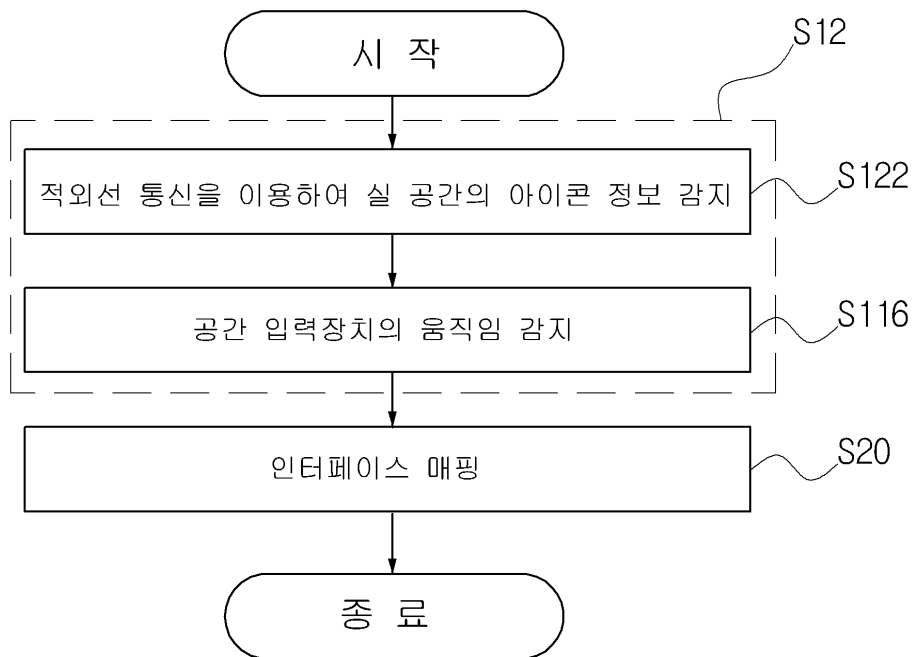 시 작
S12
적외선 통신을 이용하여 실 공간의 아이콘 정보 감지
S122
공간 입력장치의 움직임 감지
S116
인터페이스 매핑
S20
종 료